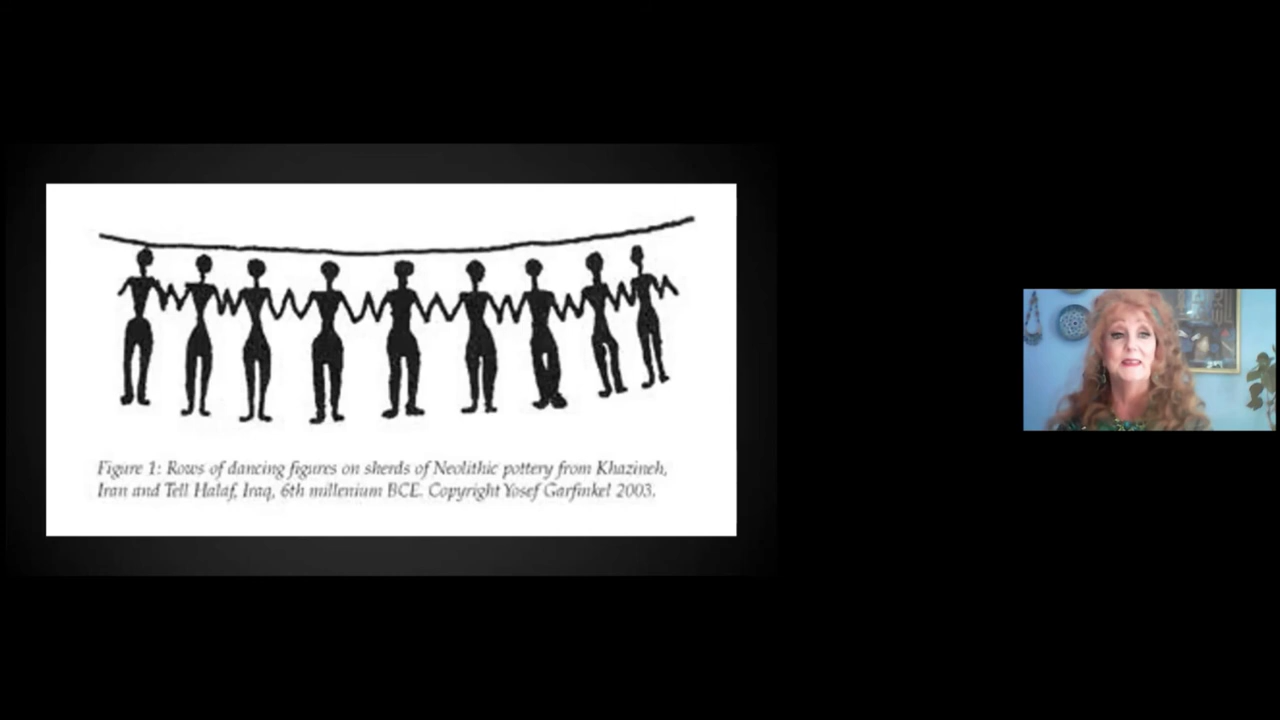 Figure 1: Rows of dancing figures on sherds of Neolithic pottery from Khazineh,
Iran and Tell Halaf, Iraq, 6th millenium BCE. Copyright Yosef Garfinkel 2003.